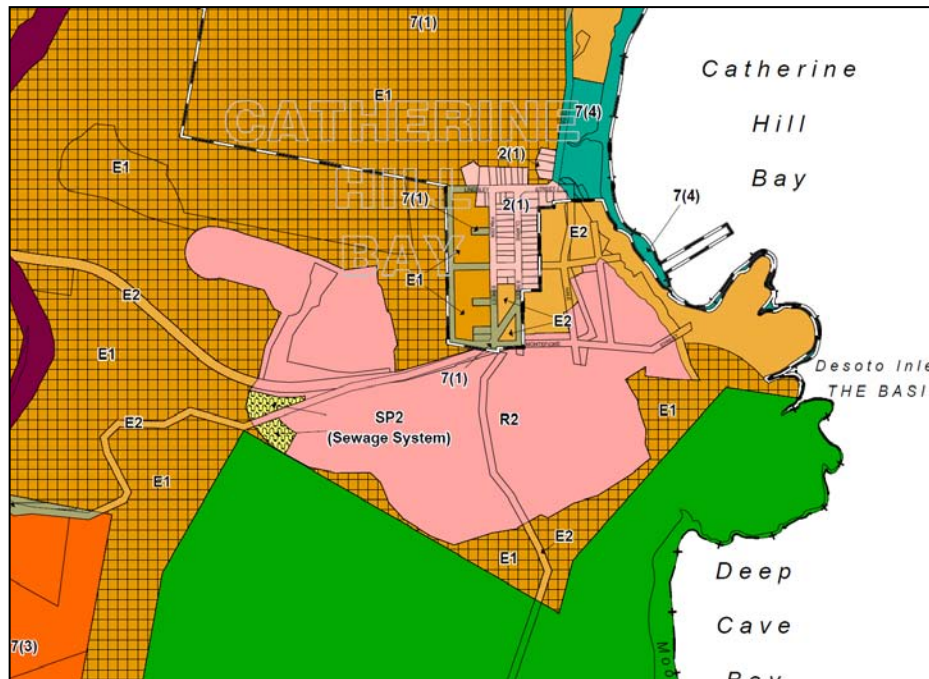 7(1)
Catherine
E1
CATHERINE
7(4)
Hill
2(1)
E1
HILL
Bay
7(1)
2(1)
7(4)
E2
BAY
E1
E2
E2
E1
Desoto Inle
7(1)
THE BASI
E2
E1
SP2
(Sewage System)
R2
E1
E2
E1
Deep
Cave
7(3)
Bay